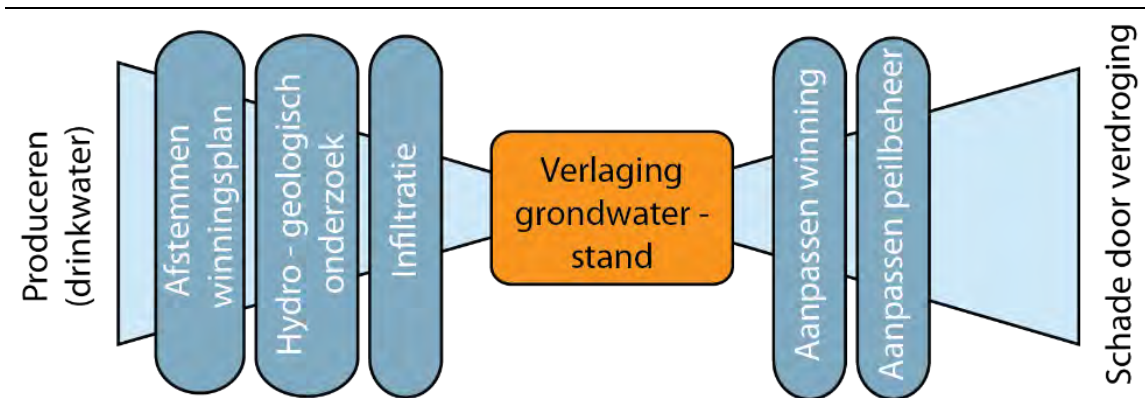 Produceren
(drinkwater)
Afstemmen
winningsplan
Hydro - geologisch
onderzoek
Infiltratie
Verlaging
grondwater -
stand
Aanpassen winning
Aanpassen peilbeheer
Schade door verdroging